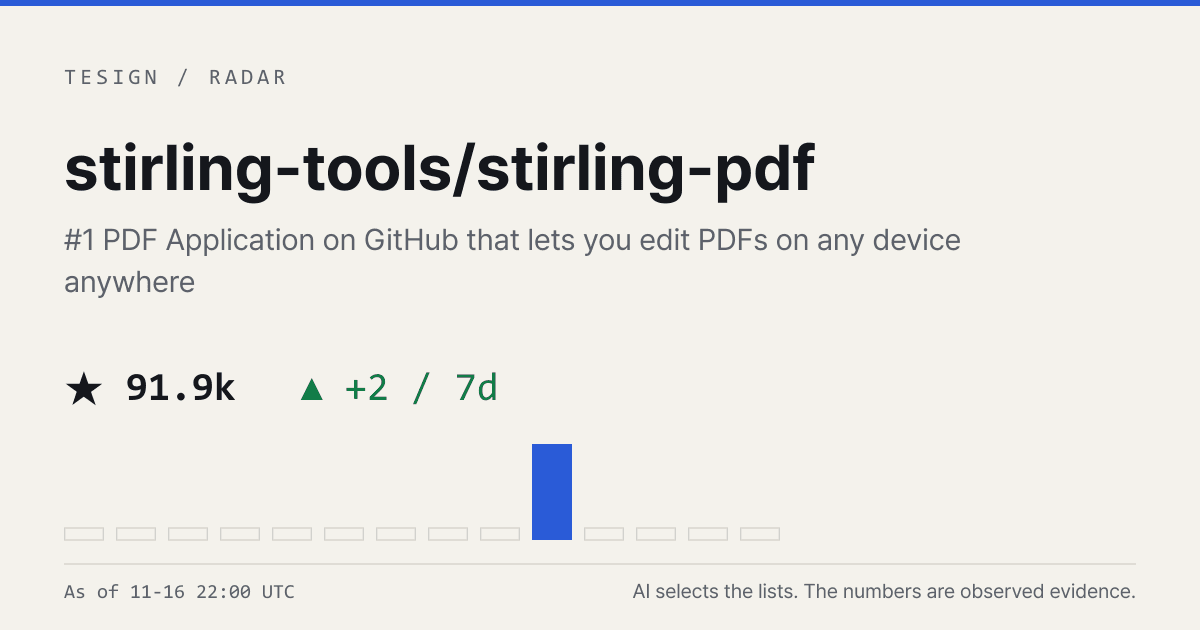 TESIGN / RADAR
stirling-tools/stirling-pdf
#1 PDF Application on GitHub that lets you edit PDFs on any device
anywhere
★ 91.9k ▲ +2 / 7d
As of 11-16 22:00 UTC
AI selects the lists. The numbers are observed evidence.